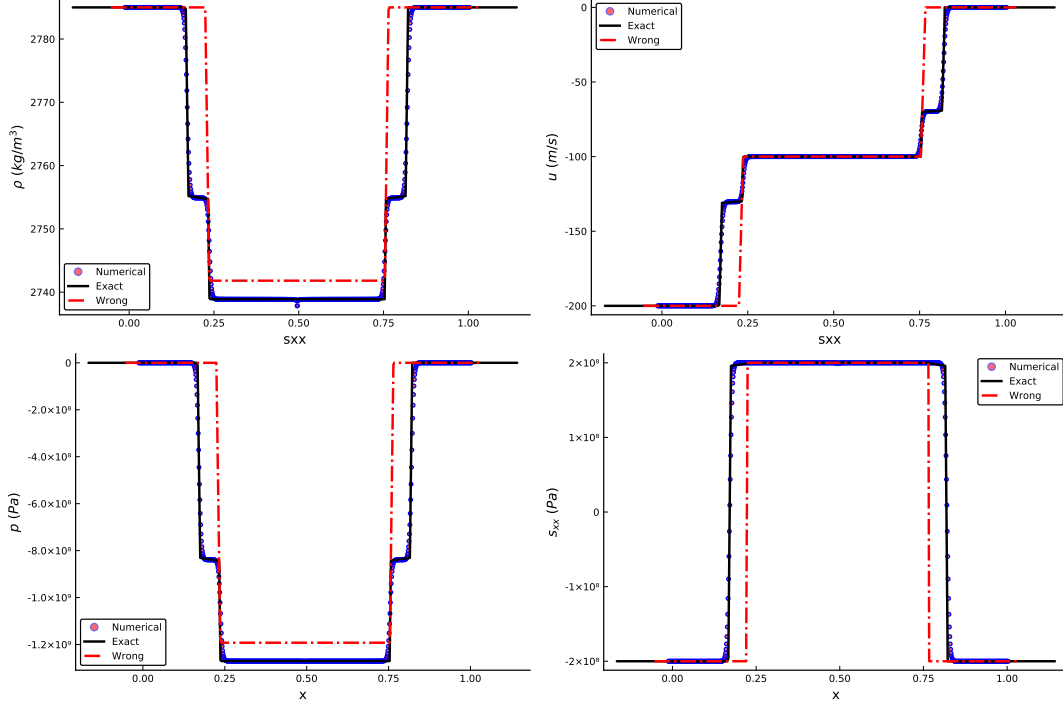 ρ (kg/m³)
2780
2770
2760
2750
2740
Numerical
Exact
Wrong
0.00 0.25 0.50 0.75 1.00
sxx
u (m/s)
0
-50
-100
-150
-200
Numerical
Exact
Wrong
0.00 0.25 0.50 0.75 1.00
sxx
p (Pa)
0
-2.0×10⁸
-4.0×10⁸
-6.0×10⁸
-8.0×10⁸
-1.0×10⁹
-1.2×10⁹
Numerical
Exact
Wrong
0.00 0.25 0.50 0.75 1.00
x
sₓₓ (Pa)
2×10⁸
1×10⁸
0
-1×10⁸
-2×10⁸
Numerical
Exact
Wrong
0.00 0.25 0.50 0.75 1.00
x